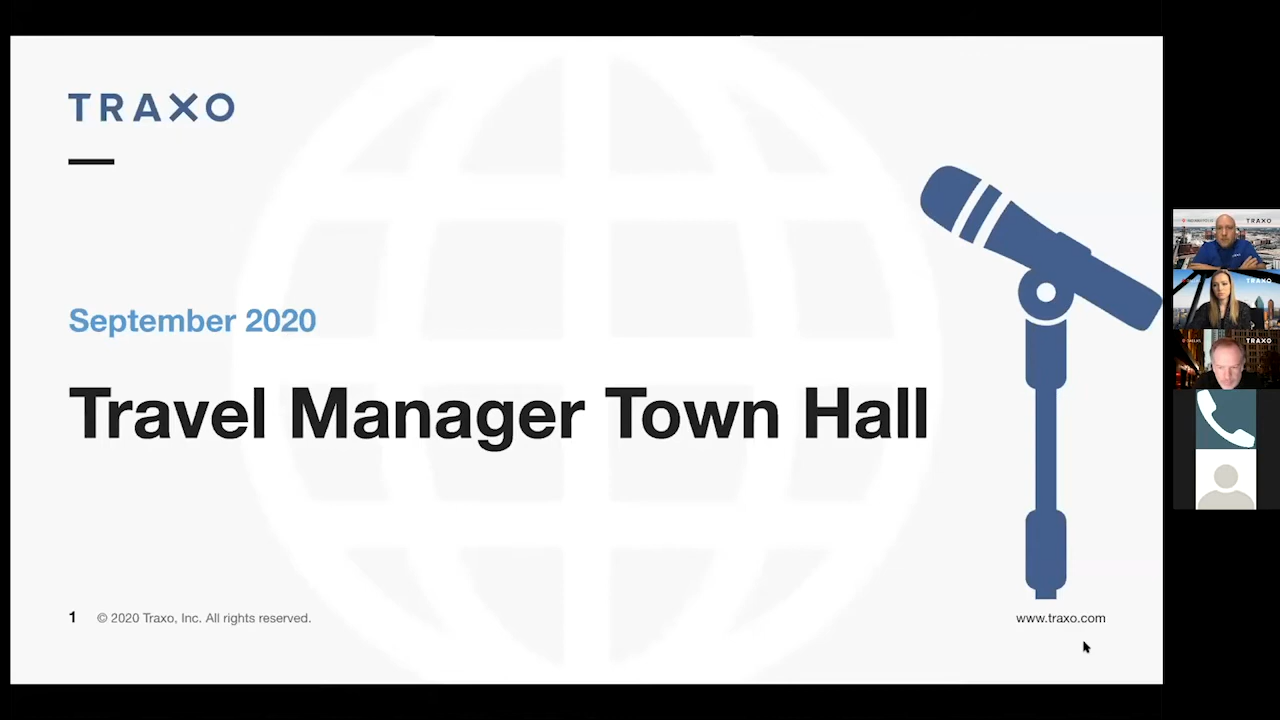 TRAXO
September 2020
Travel Manager Town Hall
1 © 2020 Traxo, Inc. All rights reserved.
www.traxo.com
TRAXO
TRAXO
TRAXO